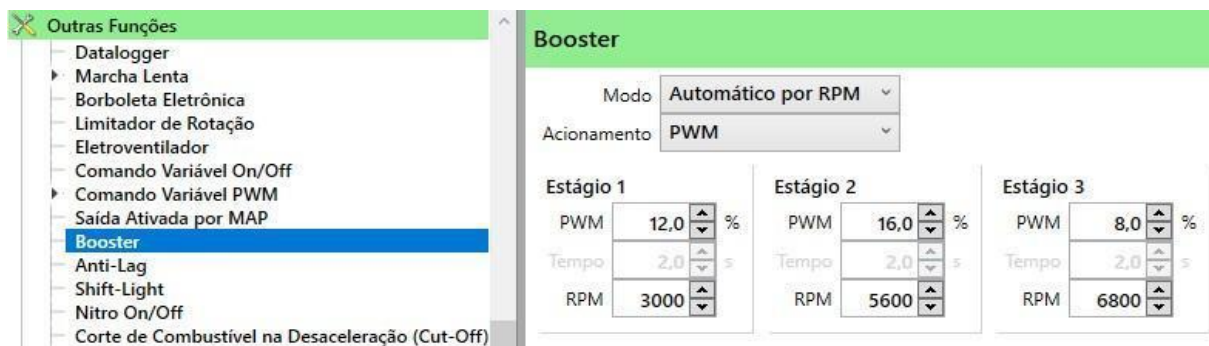 Outras Funções
Datalogger
Marcha Lenta
Borboleta Eletrônica
Limitador de Rotação
Eletroventilador
Comando Variável On/Off
Comando Variável PWM
Saída Ativada por MAP
Booster
Anti-Lag
Shift-Light
Nitro On/Off
Corte de Combustível na Desaceleração (Cut-Off)
Booster
Modo Automático por RPM
Acionamento PWM
Estágio 1
PWM 12,0 %
Tempo 2,0 s
RPM 3000
Estágio 2
PWM 16,0 %
Tempo 2,0 s
RPM 5600
Estágio 3
PWM 8,0 %
Tempo 2,0 s
RPM 6800